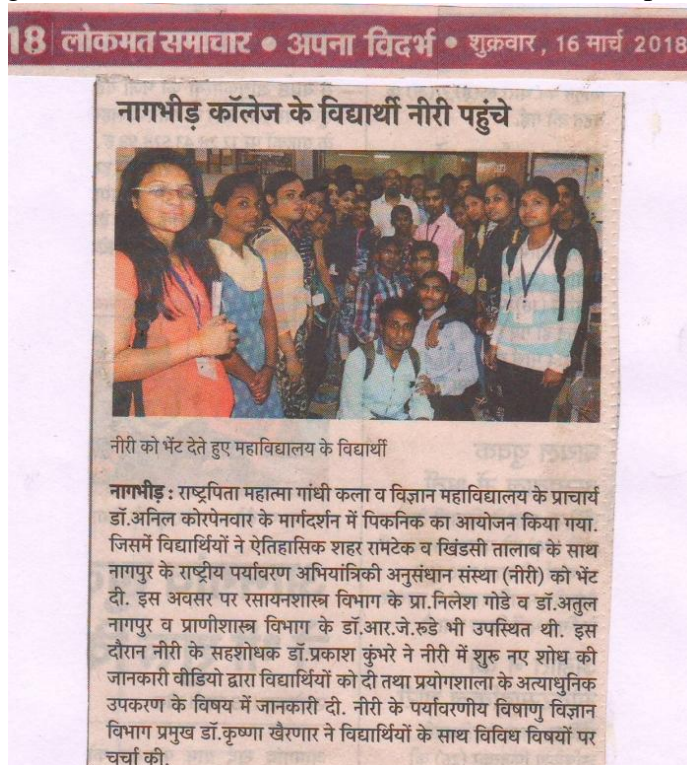 18 लोकमत समाचार • अपना विदर्भ • शुक्रवार, 16 मार्च 2018
नागभीड़ कॉलेज के विद्यार्थी नीरी पहुंचे
नीरी को भेंट देते हुए महाविद्यालय के विद्यार्थी
नागभीड़ : राष्ट्रपिता महात्मा गांधी कला व विज्ञान महाविद्यालय के प्राचार्य
डॉ.अनिल कोरपेनवार के मार्गदर्शन में पिकनिक का आयोजन किया गया.
जिसमें विद्यार्थियों ने ऐतिहासिक शहर रामटेक व खिंडसी तालाब के साथ
नागपुर के राष्ट्रीय पर्यावरण अभियांत्रिकी अनुसंधान संस्था (नीरी) को भेंट
दी. इस अवसर पर रसायनशास्त्र विभाग के प्रा.निलेश गोडे व डॉ.अतुल
नागपुर व प्राणीशास्त्र विभाग के डॉ.आर.जे.रुडे भी उपस्थित थी. इस
दौरान नीरी के सहशोधक डॉ.प्रकाश कुंभरे ने नीरी में शुरू नए शोध की
जानकारी वीडियो द्वारा विद्यार्थियों को दी तथा प्रयोगशाला के अत्याधुनिक
उपकरण के विषय में जानकारी दी. नीरी के पर्यावरणीय विषाणु विज्ञान
विभाग प्रमुख डॉ.कृष्णा खैरणार ने विद्यार्थियों के साथ विविध विषयों पर
चर्चा की.